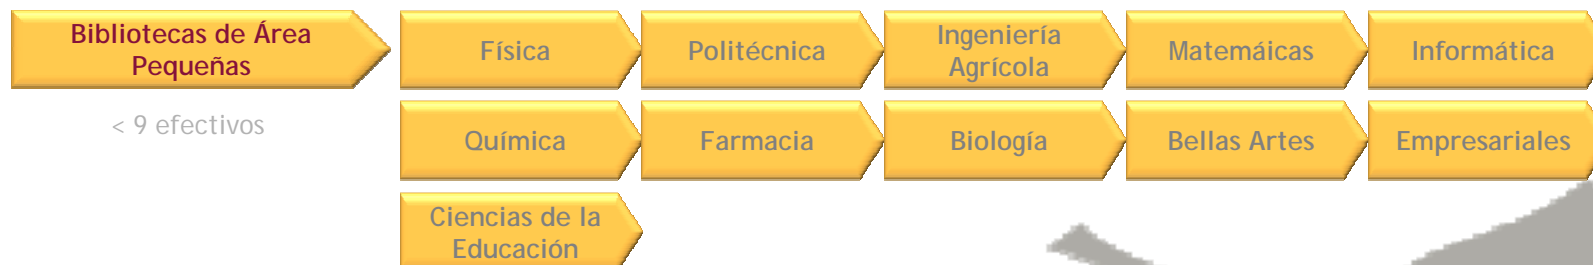 Bibliotecas de Área
Pequeñas
< 9 efectivos
Física
Politécnica
Ingeniería
Agrícola
Matemáicas
Informática
Química
Farmacia
Biología
Bellas Artes
Empresariales
Ciencias de la
Educación